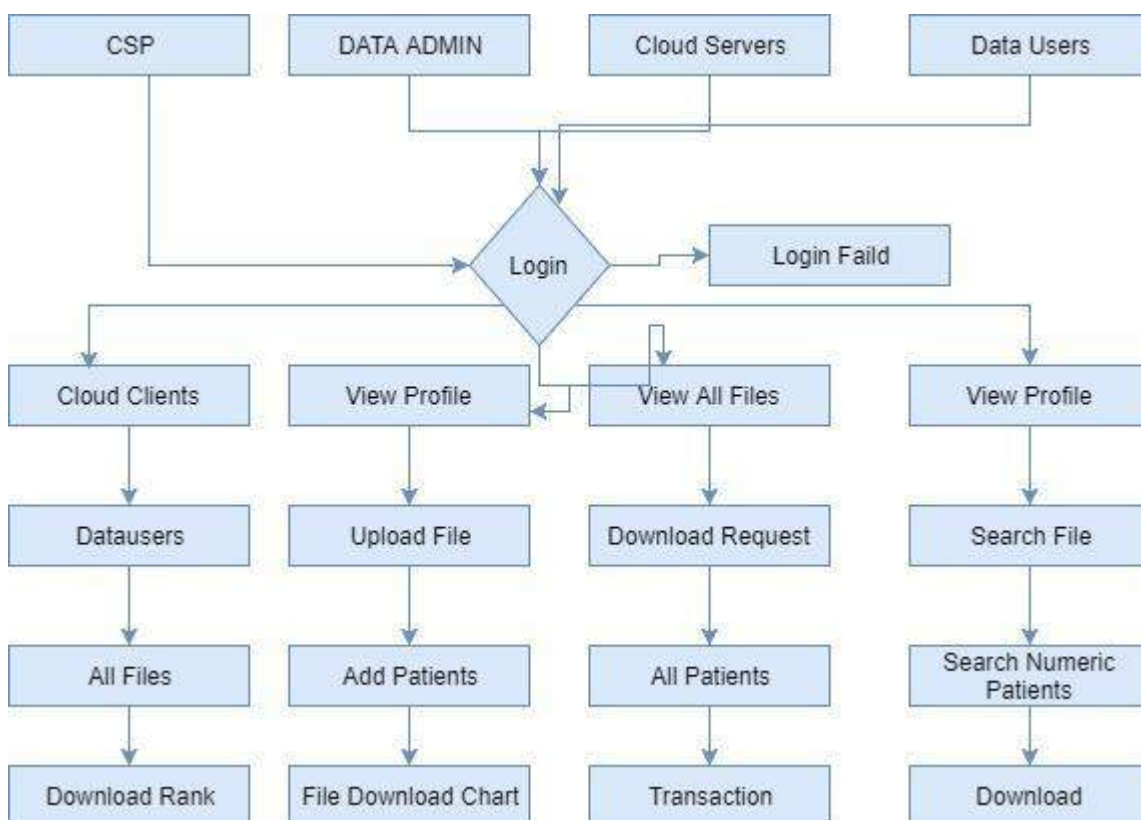 CSP
DATA ADMIN
Cloud Servers
Data Users
Login
Login Faild
Cloud Clients
View Profile
View All Files
View Profile
Datausers
Upload File
Download Request
Search File
All Files
Add Patients
All Patients
Search Numeric
Patients
Download Rank
File Download Chart
Transaction
Download